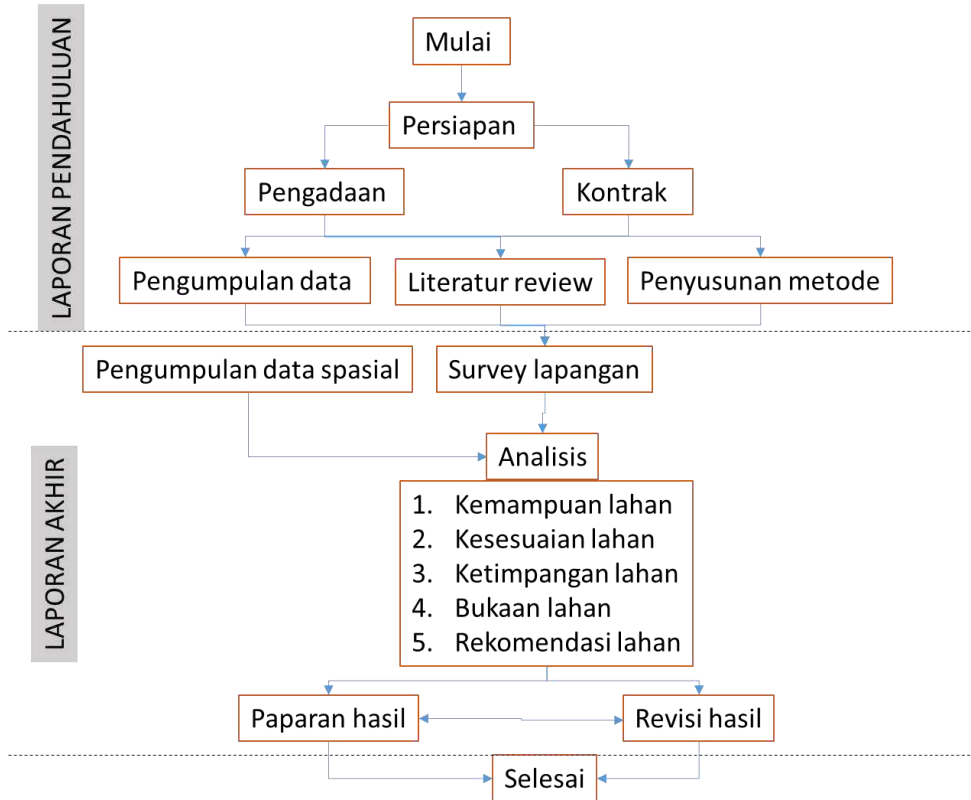 LAPORAN PENDAHULUAN
Mulai
Persiapan
Pengadaan
Kontrak
Pengumpulan data
Literatur review
Penyusunan metode
LAPORAN AKHIR
Pengumpulan data spasial
Survey lapangan
Analisis
1. Kemampuan lahan
2. Kesesuaian lahan
3. Ketimpangan lahan
4. Bukaan lahan
5. Rekomendasi lahan
Paparan hasil
Revisi hasil
Selesai